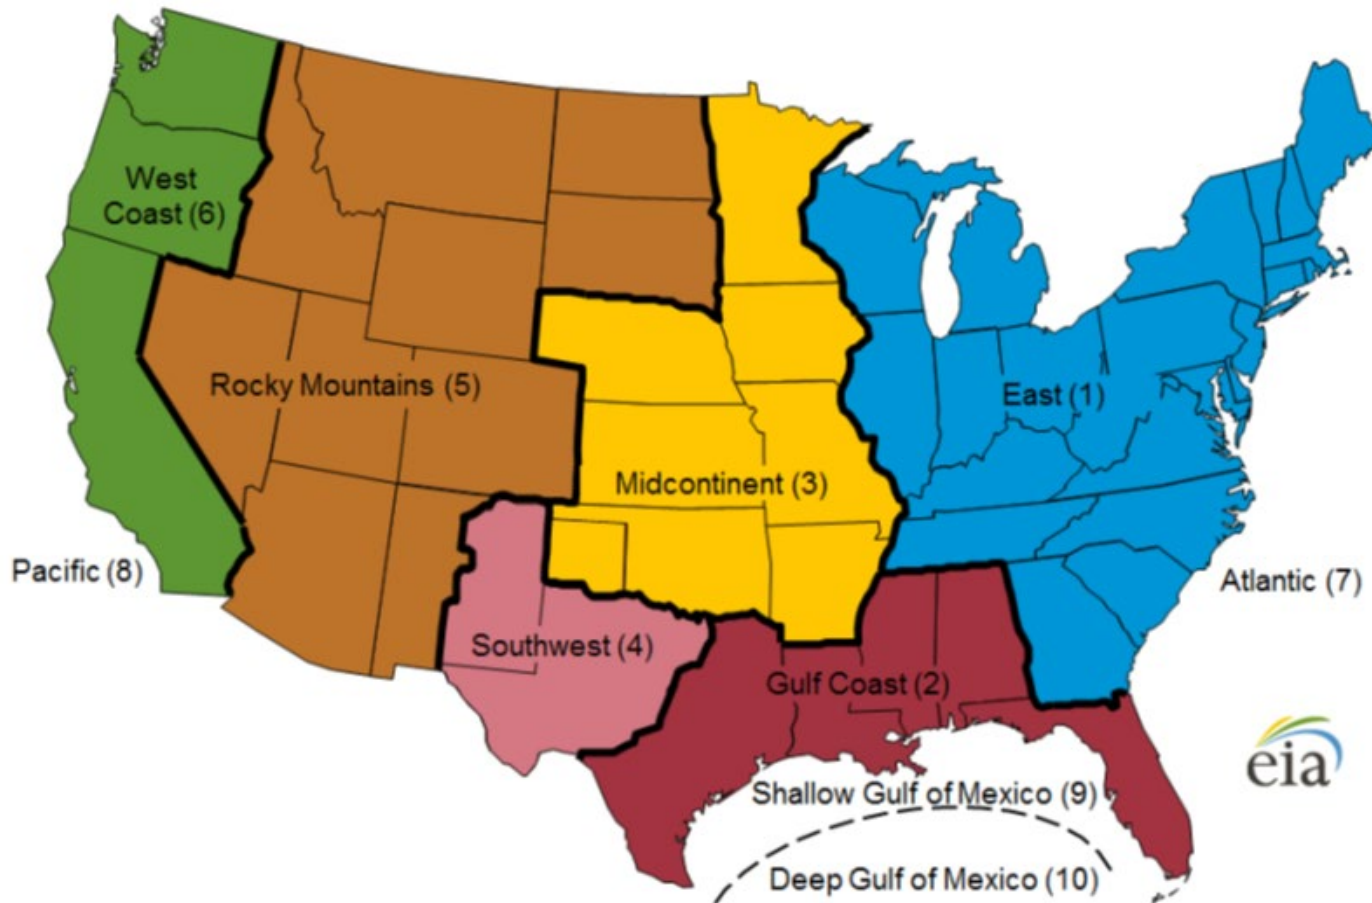 West
Coast (6)
Rocky Mountains (5)
East (1)
Midcontinent (3)
Pacific (8)
Atlantic (7)
Southwest (4)
Gulf Coast (2)
eia
Shallow Gulf of Mexico (9)
Deep Gulf of Mexico (10)